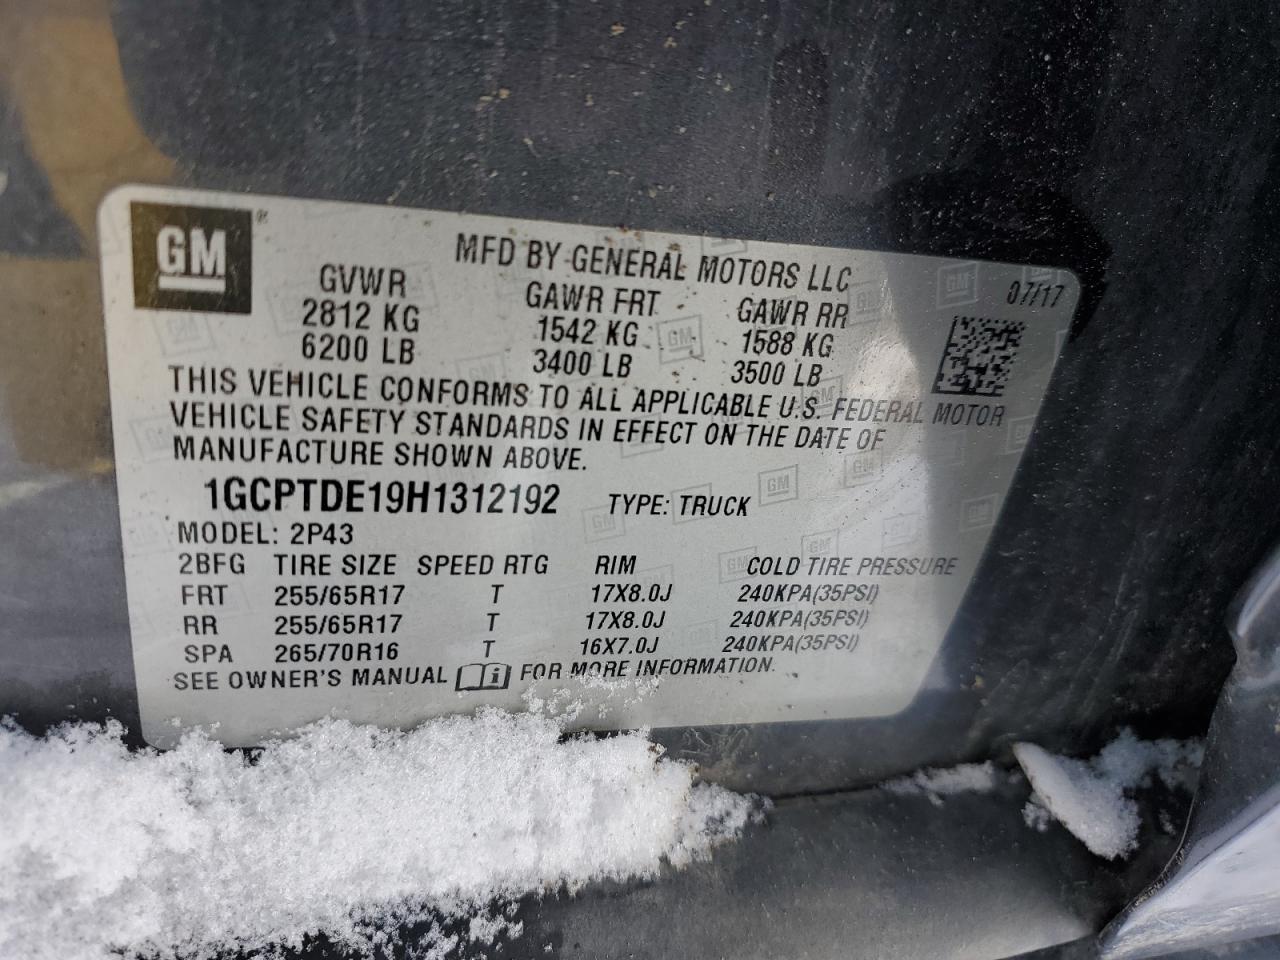 GM ®
MFD BY GENERAL MOTORS LLC
07/17
GVWR GAWR FRT GAWR RR
2812 KG 1542 KG 1588 KG
6200 LB 3400 LB 3500 LB
THIS VEHICLE CONFORMS TO ALL APPLICABLE U.S. FEDERAL MOTOR
VEHICLE SAFETY STANDARDS IN EFFECT ON THE DATE OF
MANUFACTURE SHOWN ABOVE.
1GCPTDE19H1312192 TYPE: TRUCK
MODEL: 2P43
2BFG TIRE SIZE SPEED RTG RIM COLD TIRE PRESSURE
FRT 255/65R17 T 17X8.0J 240KPA(35PSI)
RR 255/65R17 T 17X8.0J 240KPA(35PSI)
SPA 265/70R16 T 16X7.0J 240KPA(35PSI)
SEE OWNER'S MANUAL i FOR MORE INFORMATION.